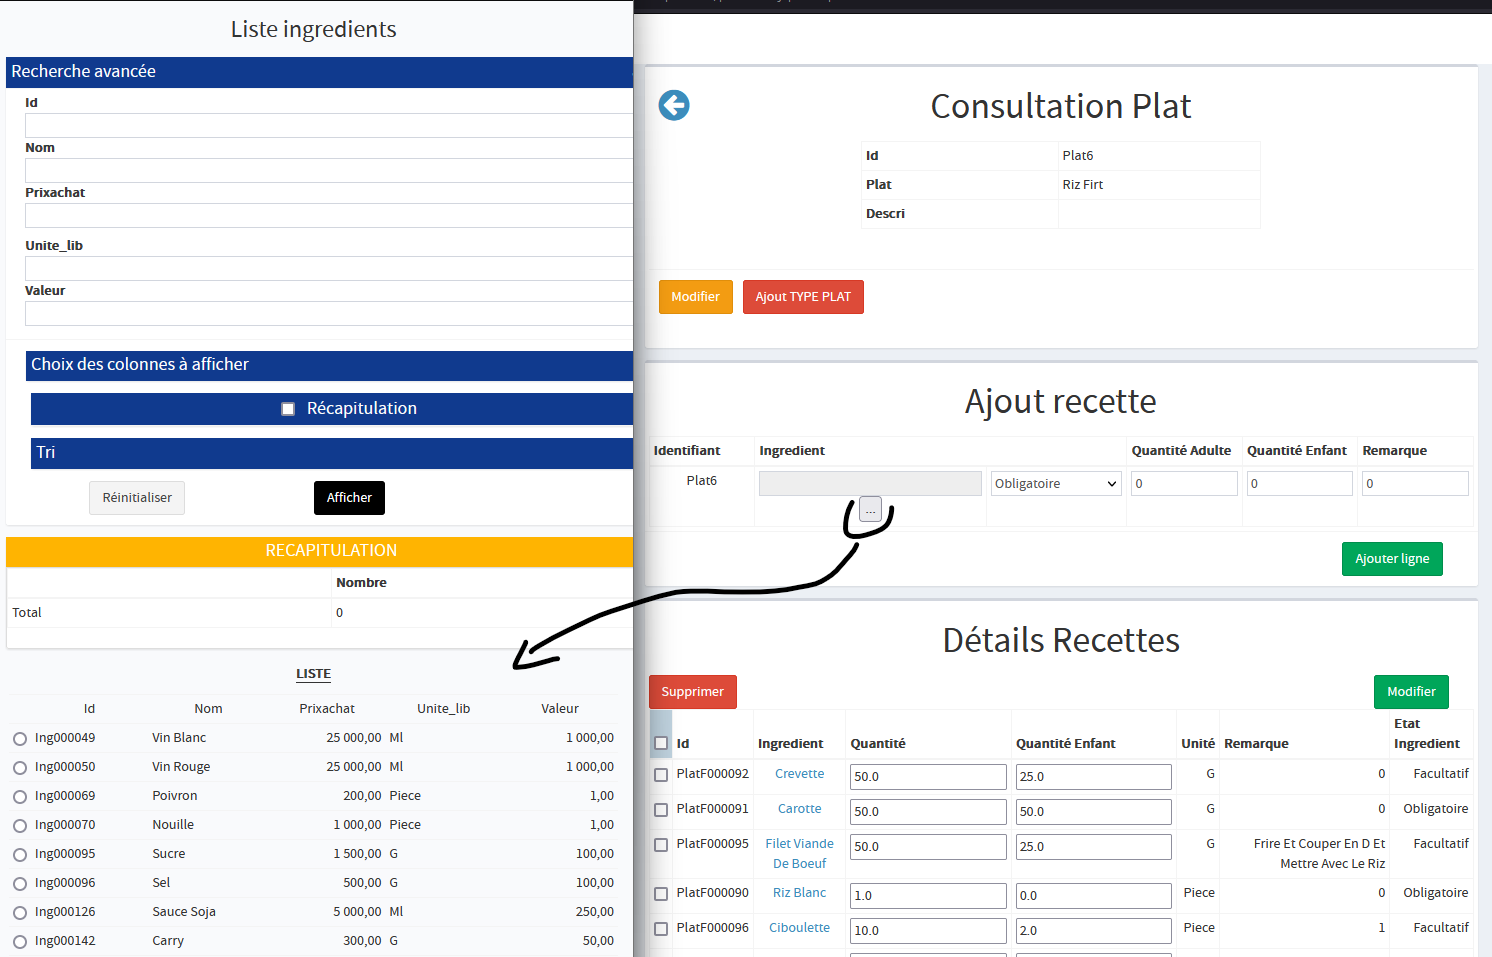 Liste ingredients
Recherche avancée
Id
Nom
Prixachat
Unite_lib
Valeur
Choix des colonnes à afficher
Récapitulation
Tri
Réinitialiser Afficher
RECAPITULATION
Nombre
Total 0
LISTE
Id Nom Prixachat Unite_lib Valeur
Ing000049 Vin Blanc 25 000,00 Ml 1 000,00
Ing000050 Vin Rouge 25 000,00 Ml 1 000,00
Ing000069 Poivron 200,00 Piece 1,00
Ing000070 Nouille 1 000,00 Piece 1,00
Ing000095 Sucre 1 500,00 G 100,00
Ing000096 Sel 500,00 G 100,00
Ing000126 Sauce Soja 5 000,00 Ml 250,00
Ing000142 Carry 300,00 G 50,00
Consultation Plat
Id Plat6
Plat Riz Firt
Descri
Modifier Ajout TYPE PLAT
Ajout recette
Identifiant Ingredient Quantité Adulte Quantité Enfant Remarque
Plat6 Obligatoire 0 0 0
...
Ajouter ligne
Détails Recettes
Supprimer Modifier
Id Ingredient Quantité Quantité Enfant Unité Remarque Etat Ingredient
PlatF000092 Crevette 50.0 25.0 G 0 Facultatif
PlatF000091 Carotte 50.0 50.0 G 0 Obligatoire
PlatF000095 Filet Viande 50.0 25.0 G Frire Et Couper En D Et Facultatif
De Boeuf Mettre Avec Le Riz
PlatF000090 Riz Blanc 1.0 0.0 Piece 0 Obligatoire
PlatF000096 Ciboulette 10.0 2.0 Piece 1 Facultatif